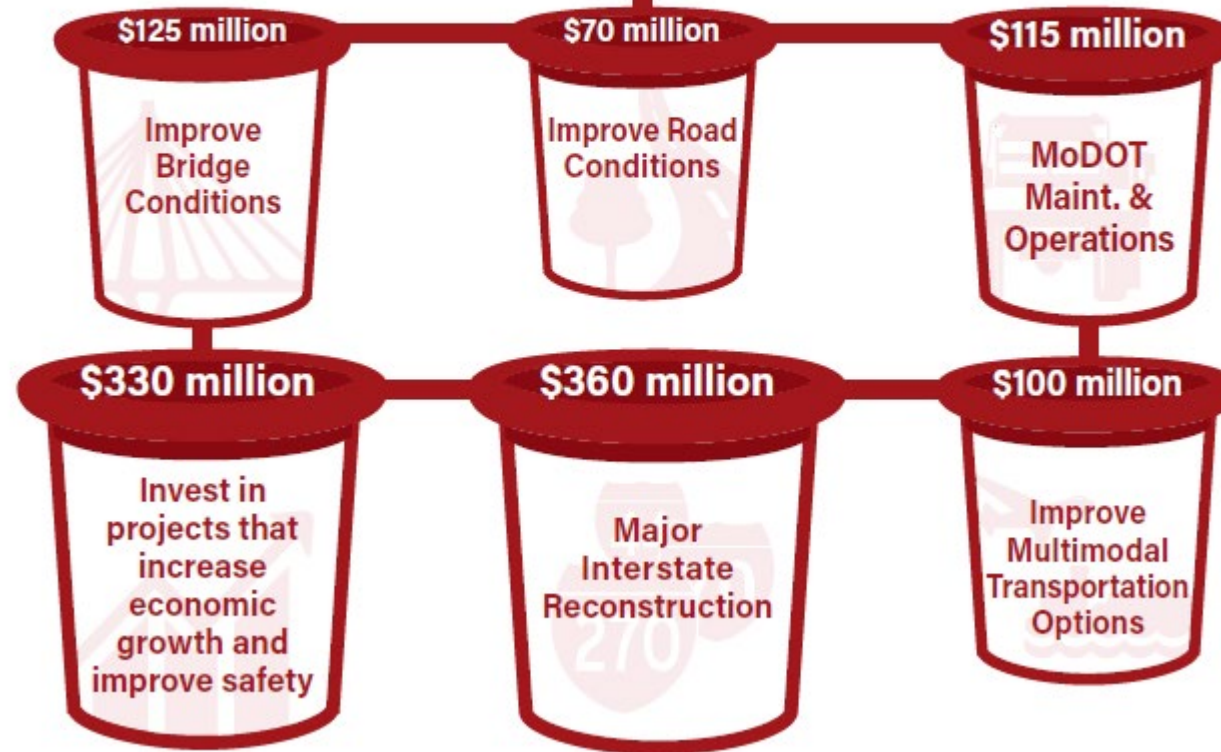 $125 million
Improve
Bridge
Conditions
$70 million
Improve Road
Conditions
$115 million
MoDOT
Maint. &
Operations
$330 million
Invest in
projects that
increase
economic
growth and
improve safety
$360 million
Major
Interstate
Reconstruction
270
$100 million
Improve
Multimodal
Transportation
Options